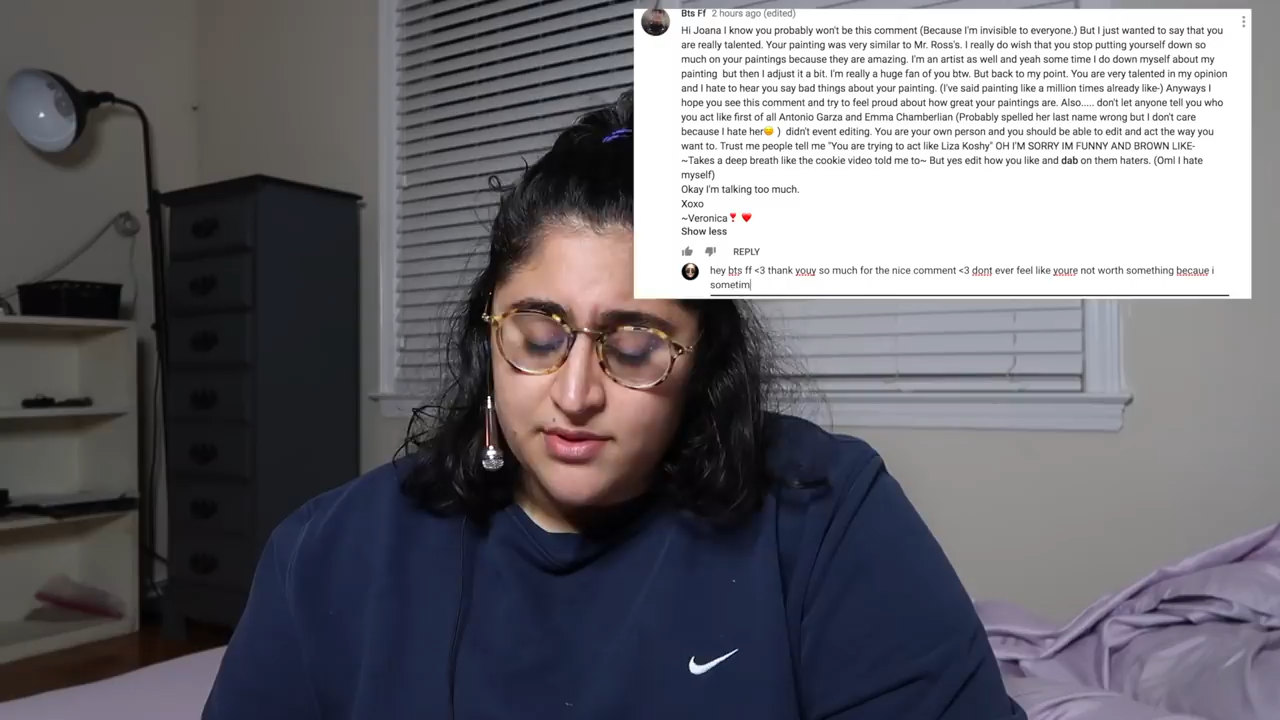 Bts Ff 2 hours ago (edited)
Hi Joana I know you probably won't be this comment (Because I'm invisible to everyone.) But I just wanted to say that you
are really talented. Your painting was very similar to Mr. Ross's. I really do wish that you stop putting yourself down so
much on your paintings because they are amazing. I'm an artist as well and yeah some time I do down myself about my
painting but then I adjust it a bit. I'm really a huge fan of you btw. But back to my point. You are very talented in my opinion
and I hate to hear you say bad things about your painting. (I've said painting like a million times already like-) Anyways I
hope you see this comment and try to feel proud about how great your paintings are. Also..... don't let anyone tell you who
you act like first of all Antonio Garza and Emma Chamberlian (Probably spelled her last name wrong but I don't care
because I hate her😑 ) didn't event editing. You are your own person and you should be able to edit and act the way you
want to. Trust me people tell me "You are trying to act like Liza Koshy" OH I'M SORRY IM FUNNY AND BROWN LIKE-
~Takes a deep breath like the cookie video told me to~ But yes edit how you like and dab on them haters. (Oml I hate
myself)
Okay I'm talking too much.
Xoxo
~Veronica❣ ❤
Show less
REPLY
hey bts ff <3 thank youy so much for the nice comment <3 dont ever feel like youre not worth something becaue i
sometim